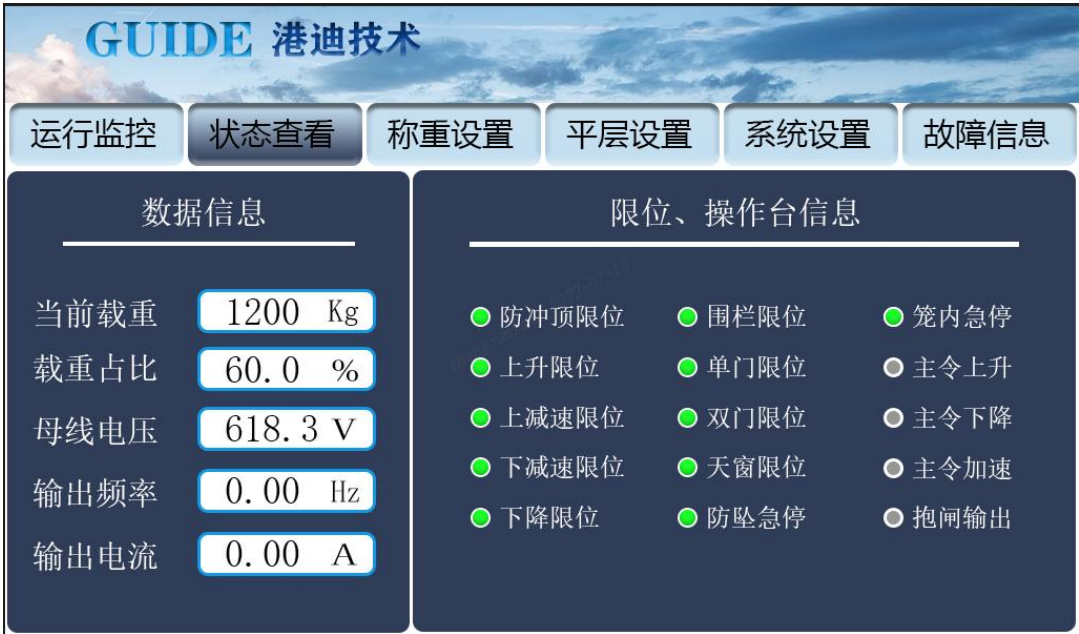 GUIDE 港迪技术
运行监控 状态查看 称重设置 平层设置 系统设置 故障信息
数据信息
当前载重 1200 Kg
载重占比 60.0 %
母线电压 618.3 V
输出频率 0.00 Hz
输出电流 0.00 A
限位、操作台信息
防冲顶限位 围栏限位 笼内急停
上升限位 单门限位 主令上升
上减速限位 双门限位 主令下降
下减速限位 天窗限位 主令加速
下降限位 防坠急停 抱闸输出